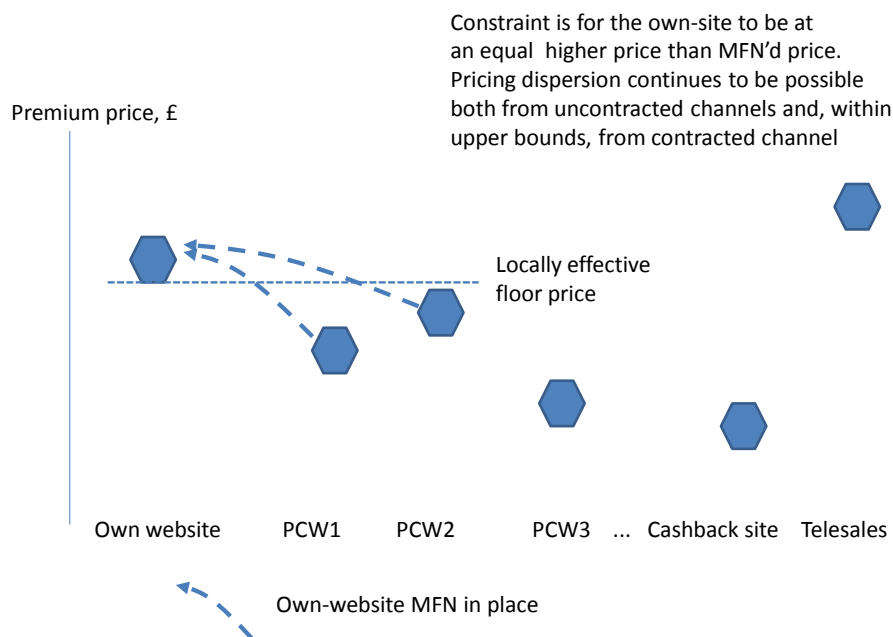 Constraint is for the own-site to be at
an equal higher price than MFN’d price.
Pricing dispersion continues to be possible
both from uncontracted channels and, within
upper bounds, from contracted channel
Premium price, £
Locally effective
floor price
Own website PCW1 PCW2 PCW3 ... Cashback site Telesales
Own-website MFN in place